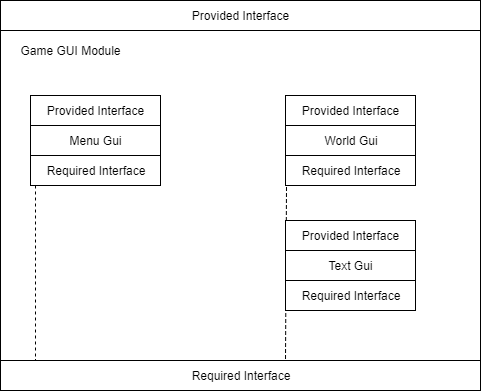 Provided Interface
Game GUI Module
Provided Interface
Menu Gui
Required Interface
Provided Interface
World Gui
Required Interface
Provided Interface
Text Gui
Required Interface
Required Interface